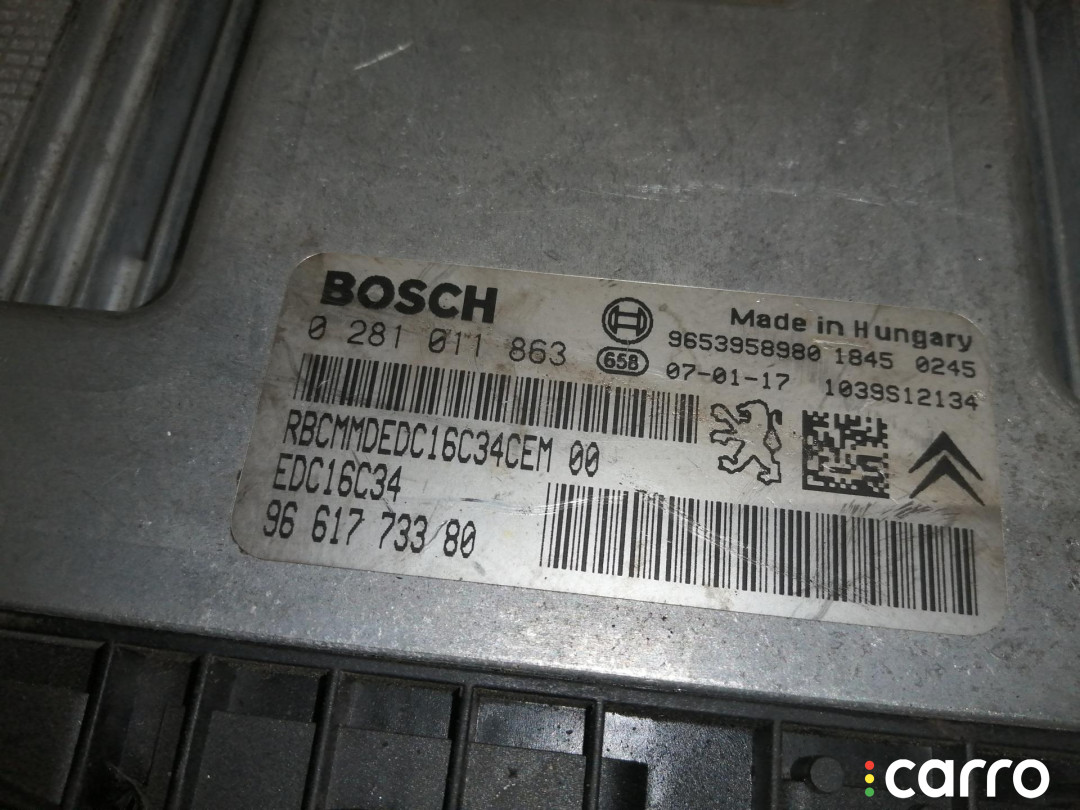 BOSCH
0 281 011 863
658
Made in Hungary
9653958980 1845 0245
07-01-17 1039S12134
RBCMMDEDC16C34CEM 00
EDC16C34
96 617 733 80
carro